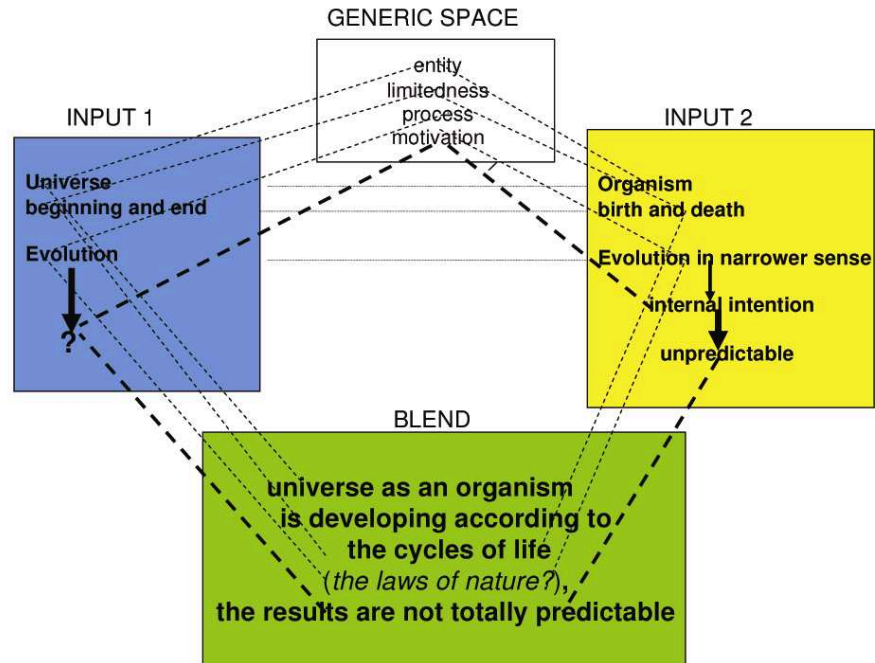 GENERIC SPACE
entity
limitedness
process
motivation
INPUT 1
Universe
beginning and end
Evolution
?
INPUT 2
Organism
birth and death
Evolution in narrower sense
internal intention
unpredictable
BLEND
universe as an organism
is developing according to
the cycles of life
(the laws of nature?),
the results are not totally predictable